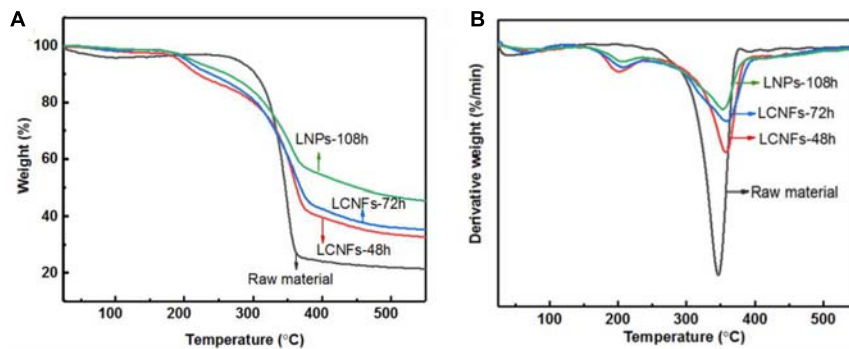 A
100
80
60
40
20
Weight (%)
LNPs-108h
LCNFs-72h
LCNFs-48h
Raw material
100 200 300 400 500
Temperature (°C)
B
Derivative weight (%/min)
LNPs-108h
LCNFs-72h
LCNFs-48h
Raw material
100 200 300 400 500
Temperature (°C)